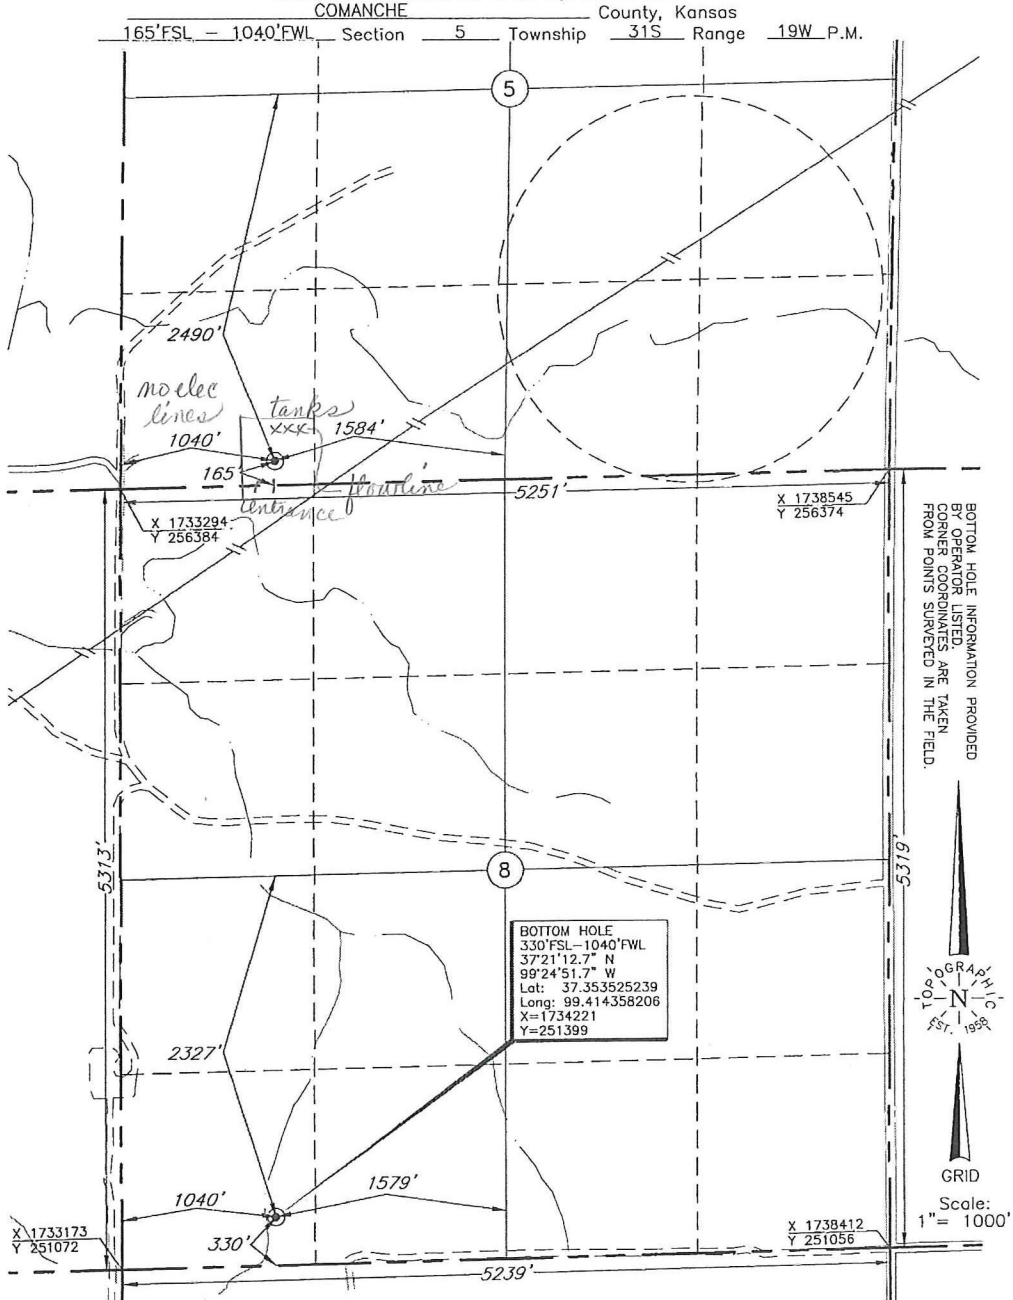 COMANCHE County, Kansas
165'FSL – 1040'FWL Section 5 Township 31S Range 19W P.M.
5
2490'
no elec
lines
tanks
xxx
1040'
1584'
165'
flowline
entrance
5251'
X 1733294
Y 256384
X 1738545
Y 256374
BOTTOM HOLE INFORMATION PROVIDED
BY OPERATOR LISTED.
CORNER COORDINATES ARE TAKEN
FROM POINTS SURVEYED IN THE FIELD.
5313'
5319'
8
BOTTOM HOLE
330'FSL–1040'FWL
37°21'12.7" N
99°24'51.7" W
Lat: 37.353525239
Long: 99.414358206
X=1734221
Y=251399
TOPOGRAPHIC
N
EST. 1958
2327'
GRID
Scale:
1"= 1000'
1040'
1579'
330'
X 1733173
Y 251072
X 1738412
Y 251056
5239'